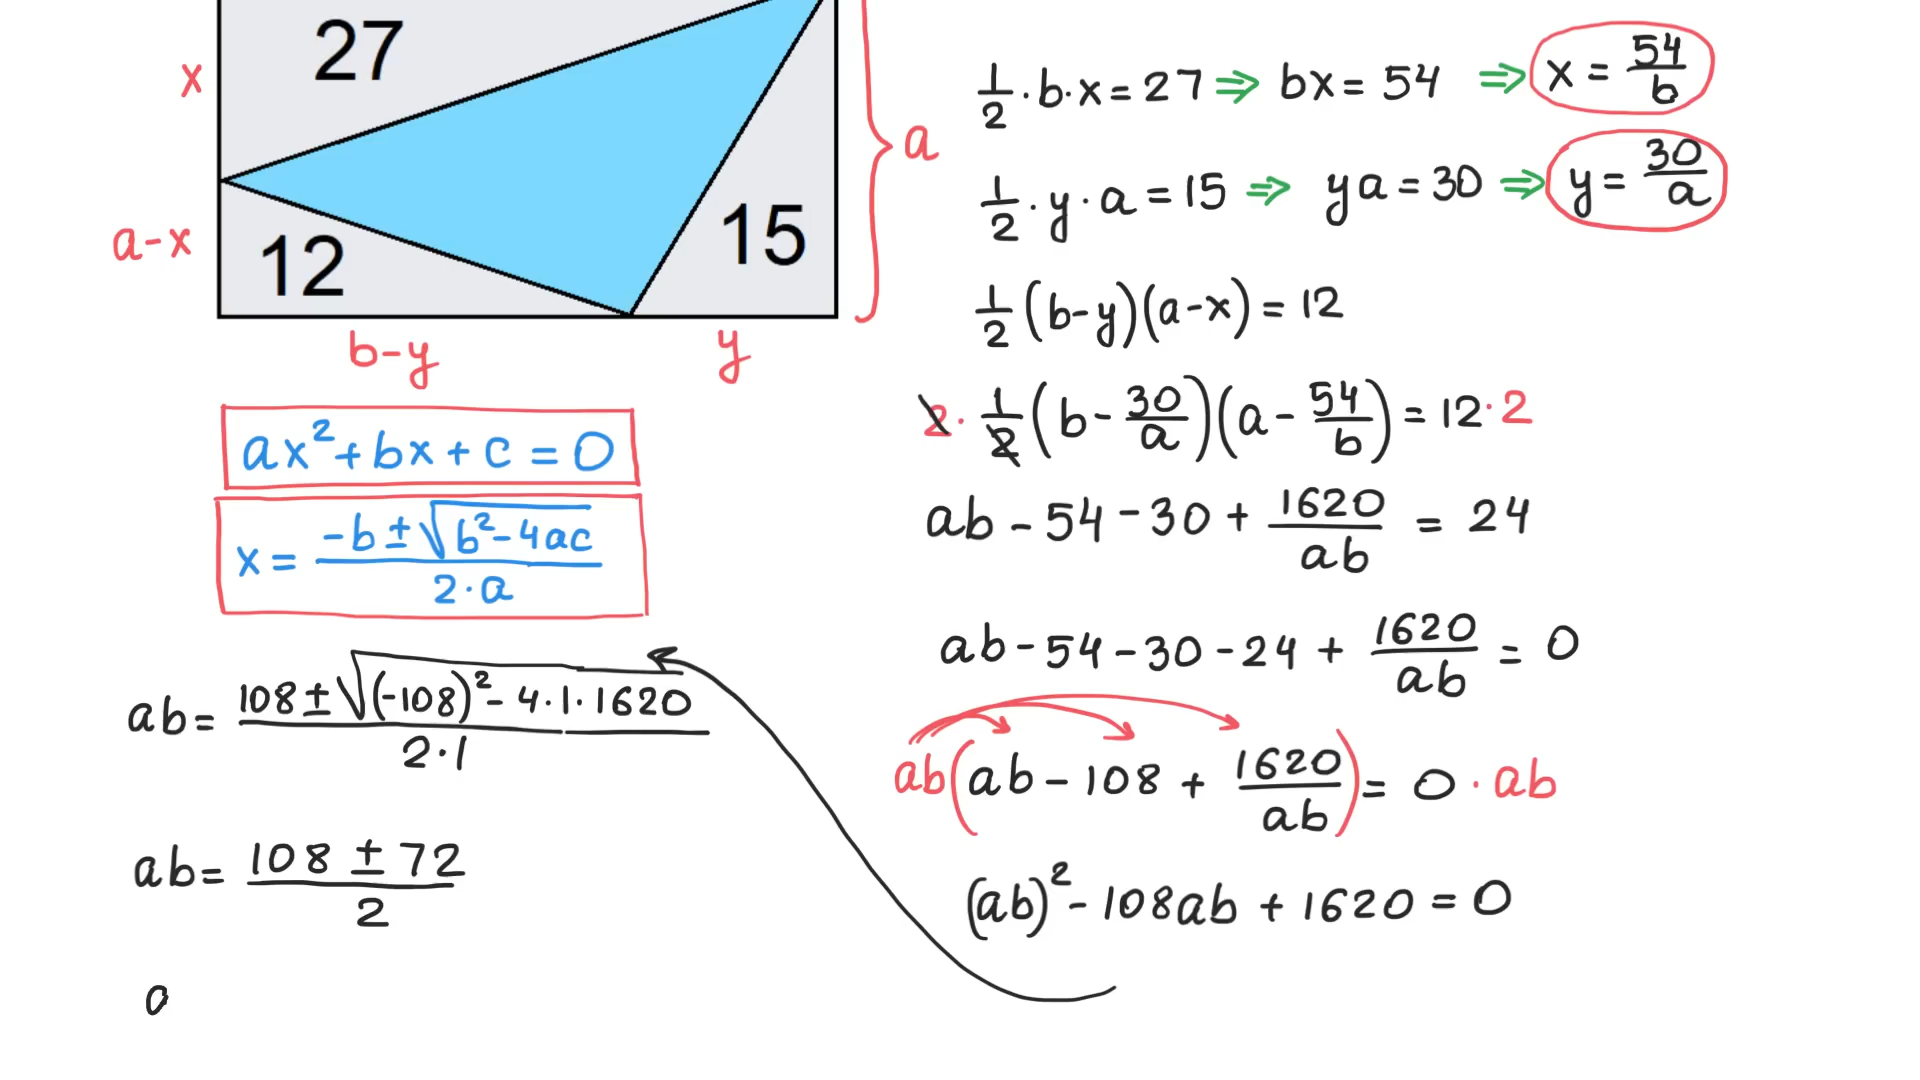 27
x
a
a-x
12
15
b-y
y
ax²+bx+c=0
x= (-b±√(b²-4ac))/(2·a)
ab= (108±√((-108)²-4·1·1620))/(2·1)
ab= (108±72)/2
a
1/2·b·x=27⇒ bx=54 ⇒ x=54/b
1/2·y·a=15⇒ ya=30⇒ y=30/a
1/2(b-y)(a-x)=12
2·1/2(b-30/a)(a-54/b)=12·2
ab-54-30+1620/ab=24
ab-54-30-24+1620/ab=0
ab(ab-108+1620/ab)=0·ab
(ab)²-108ab+1620=0